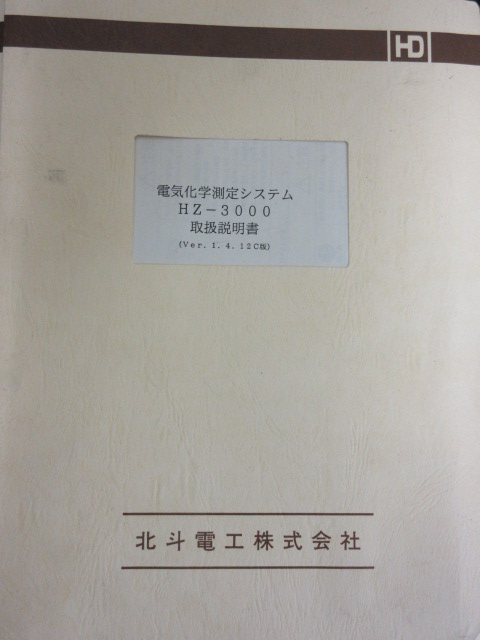 HD
電気化学測定システム
ＨＺ－３０００
取扱説明書
（Ｖｅｒ．１．４．１２Ｃ版）
北斗電工株式会社